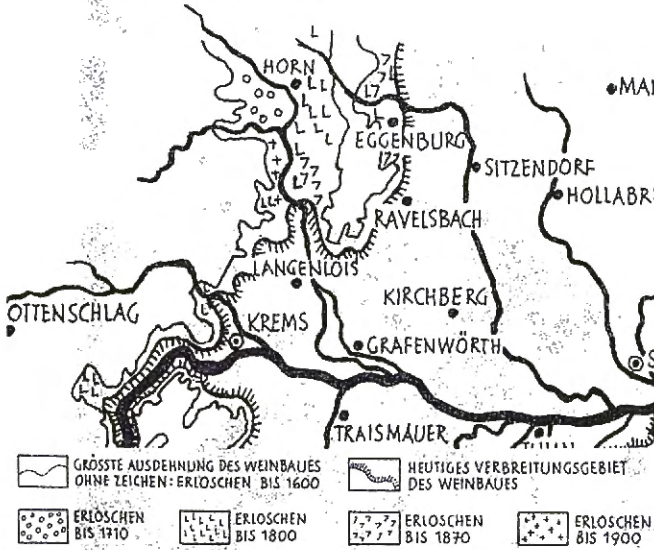 HORN
EGGENBURG
SITZENDORF
RAVELSBACH
LANGENLOIS
OTTENSCHLAG
KREMS
KIRCHBERG
GRAFENWÖRTH
TRAISMAUER
GRÖSSTE AUSDEHNUNG DES WEINBAUES
OHNE ZEICHEN: ERLOSCHEN BIS 1600
HEUTIGES VERBREITUNGSGEBIET
DES WEINBAUES
ERLOSCHEN
BIS 1710
ERLOSCHEN
BIS 1800
ERLOSCHEN
BIS 1870
ERLOSCHEN
BIS 1900